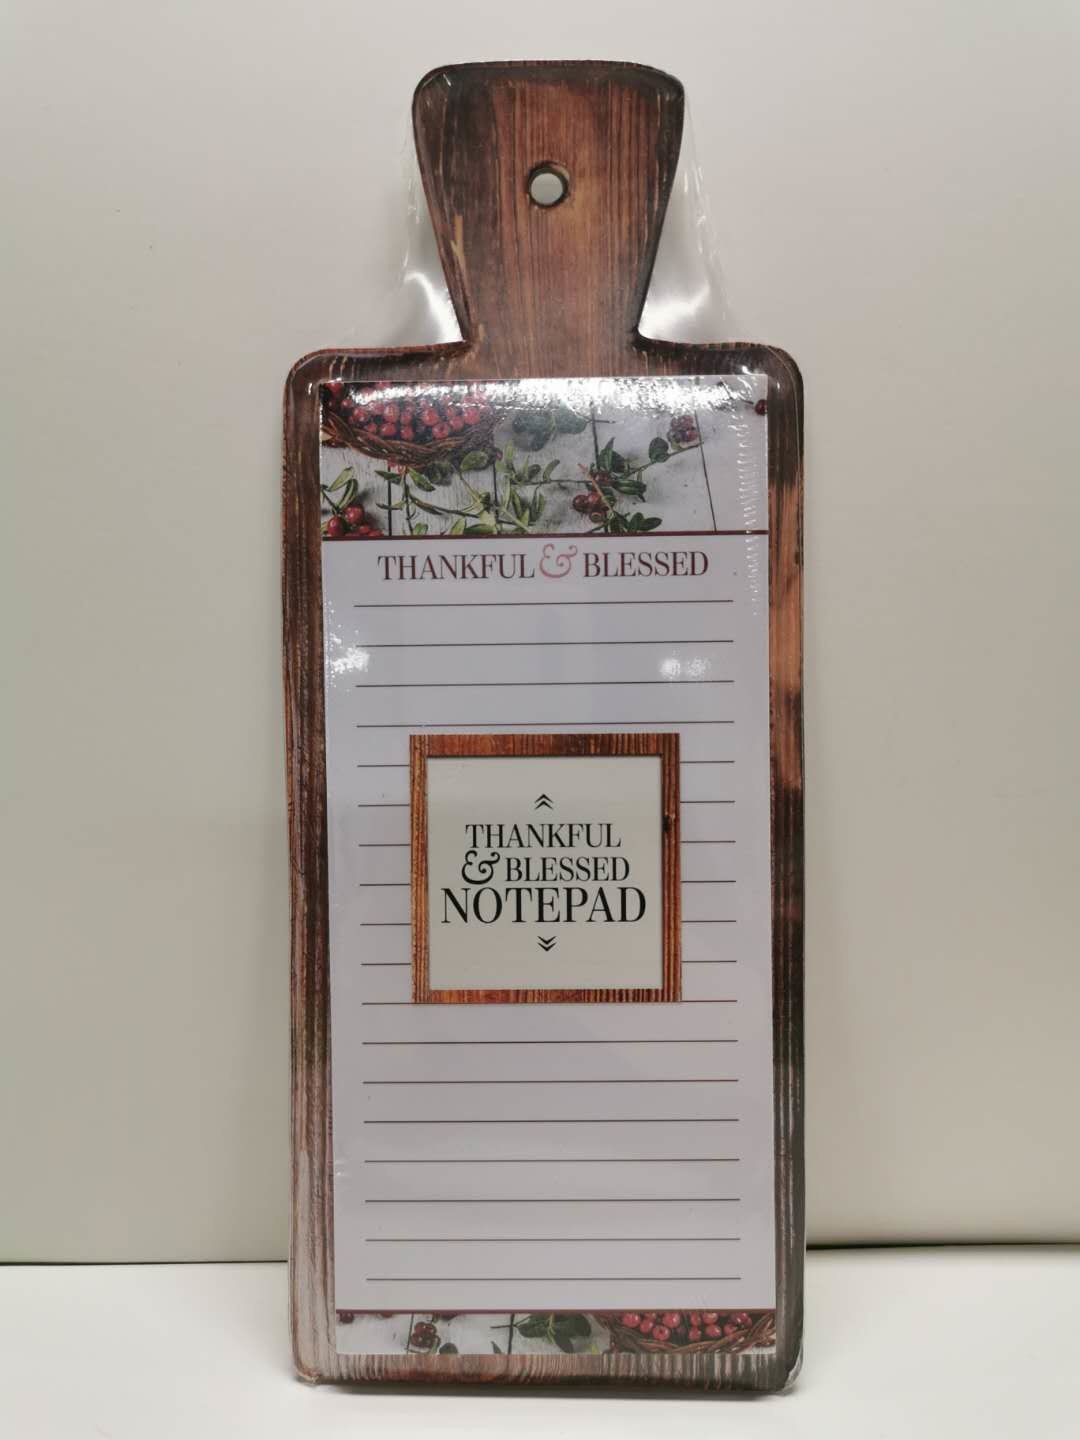 THANKFUL & BLESSED
THANKFUL
& BLESSED
NOTEPAD